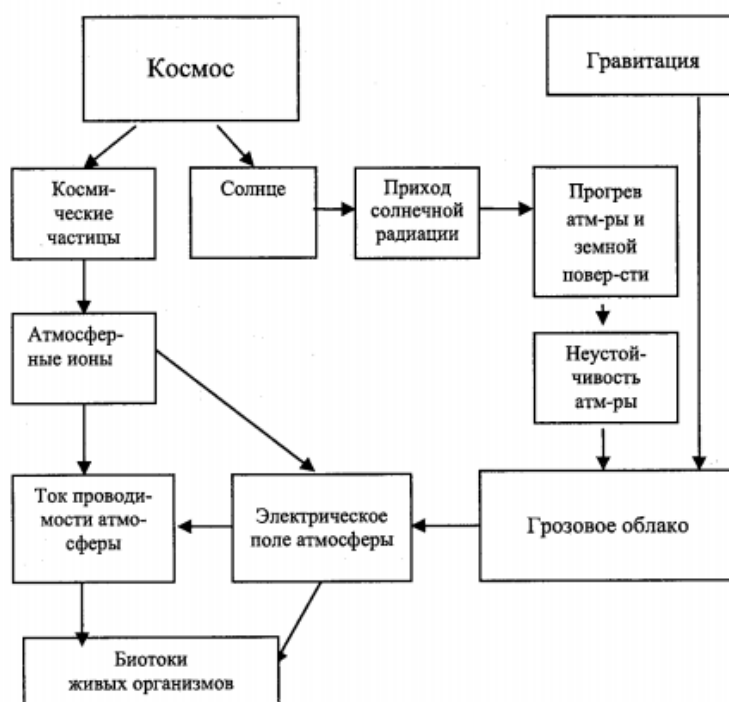 Космос
Гравитация
Косми-
ческие
частицы
Солнце
Приход
солнечной
радиации
Прогрев
атм-ры и
земной
повер-сти
Атмосфер-
ные ионы
Неустой-
чивость
атм-ры
Ток проводи-
мости атмо-
сферы
Электрическое
поле атмосферы
Грозовое облако
Биотоки
живых организмов